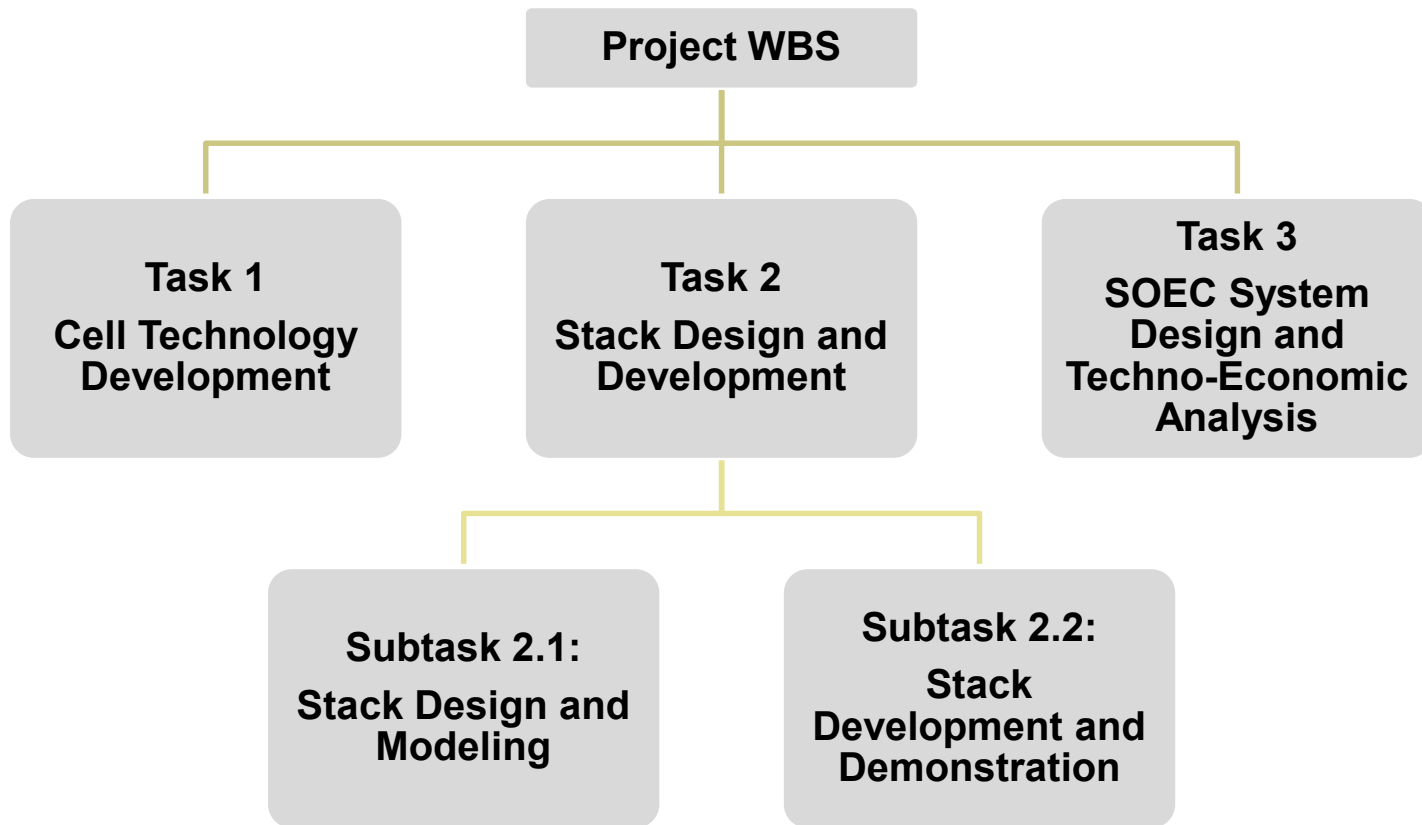 Project WBS
Task 1
Cell Technology
Development
Task 2
Stack Design and
Development
Task 3
SOEC System
Design and
Techno-Economic
Analysis
Subtask 2.1:
Stack Design and
Modeling
Subtask 2.2:
Stack
Development and
Demonstration